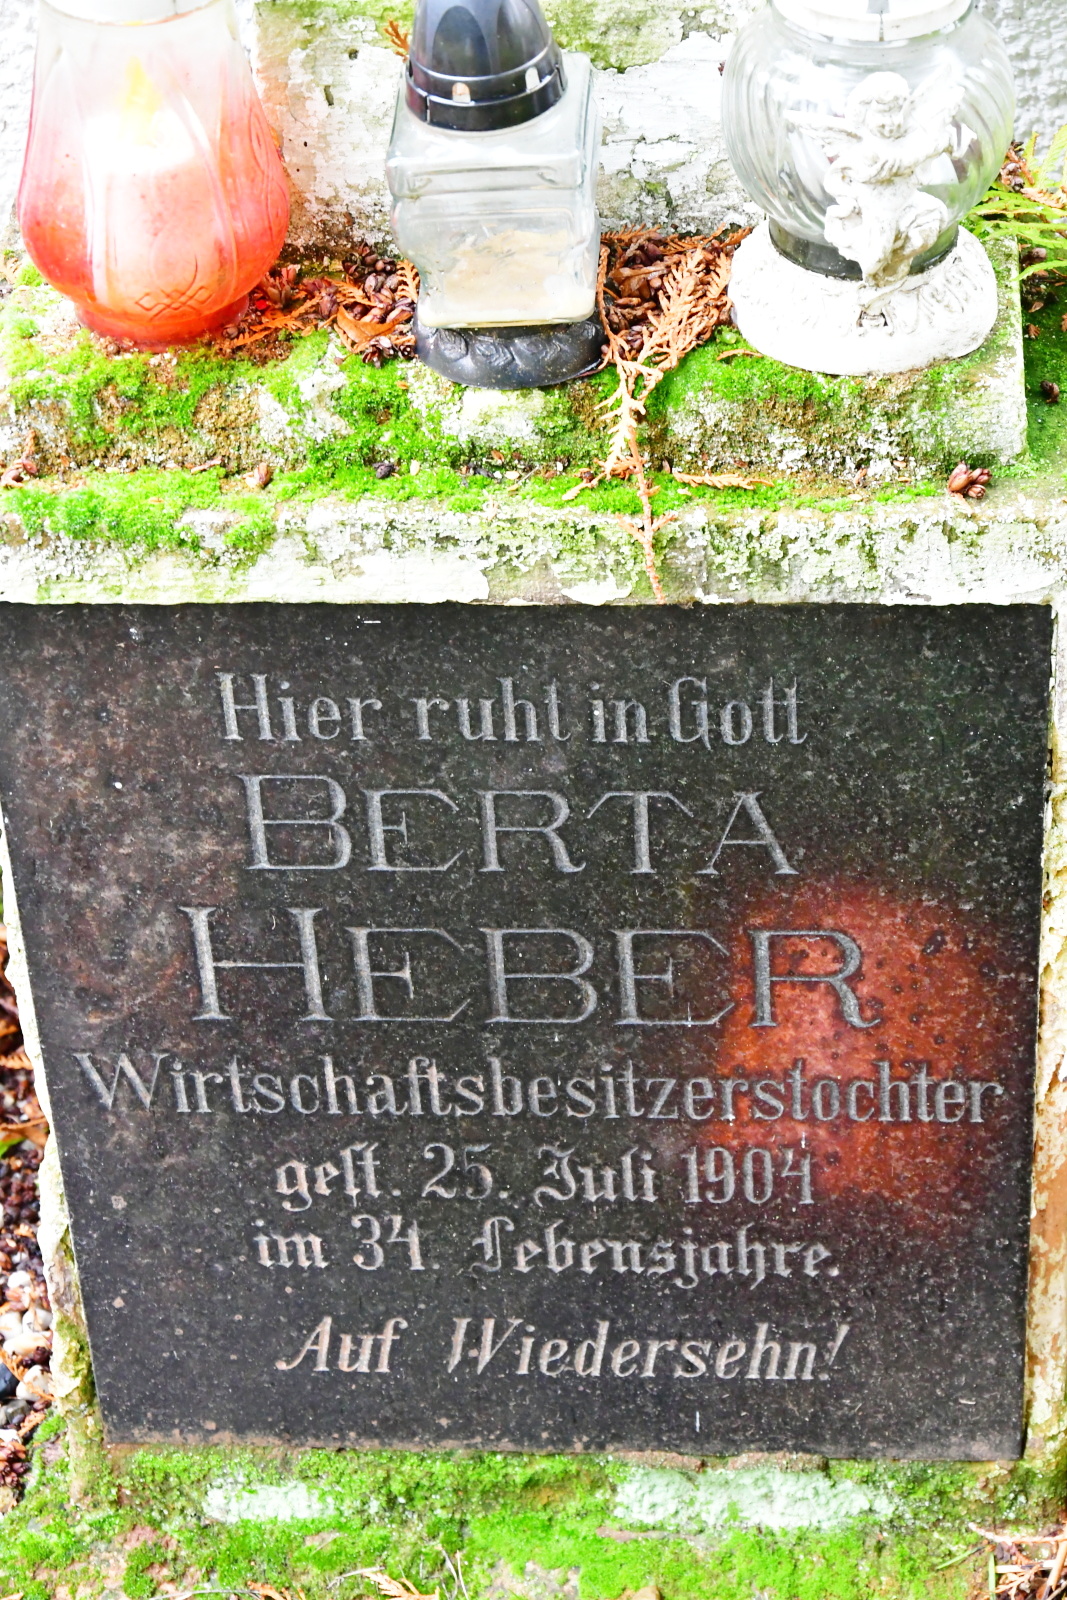 Hier ruht in Gott
BERTA
HEBER
Wirtschaftsbesitzerstochter
gest. 25. Juli 1904
im 34. Lebensjahre.
Auf Wiedersehn!